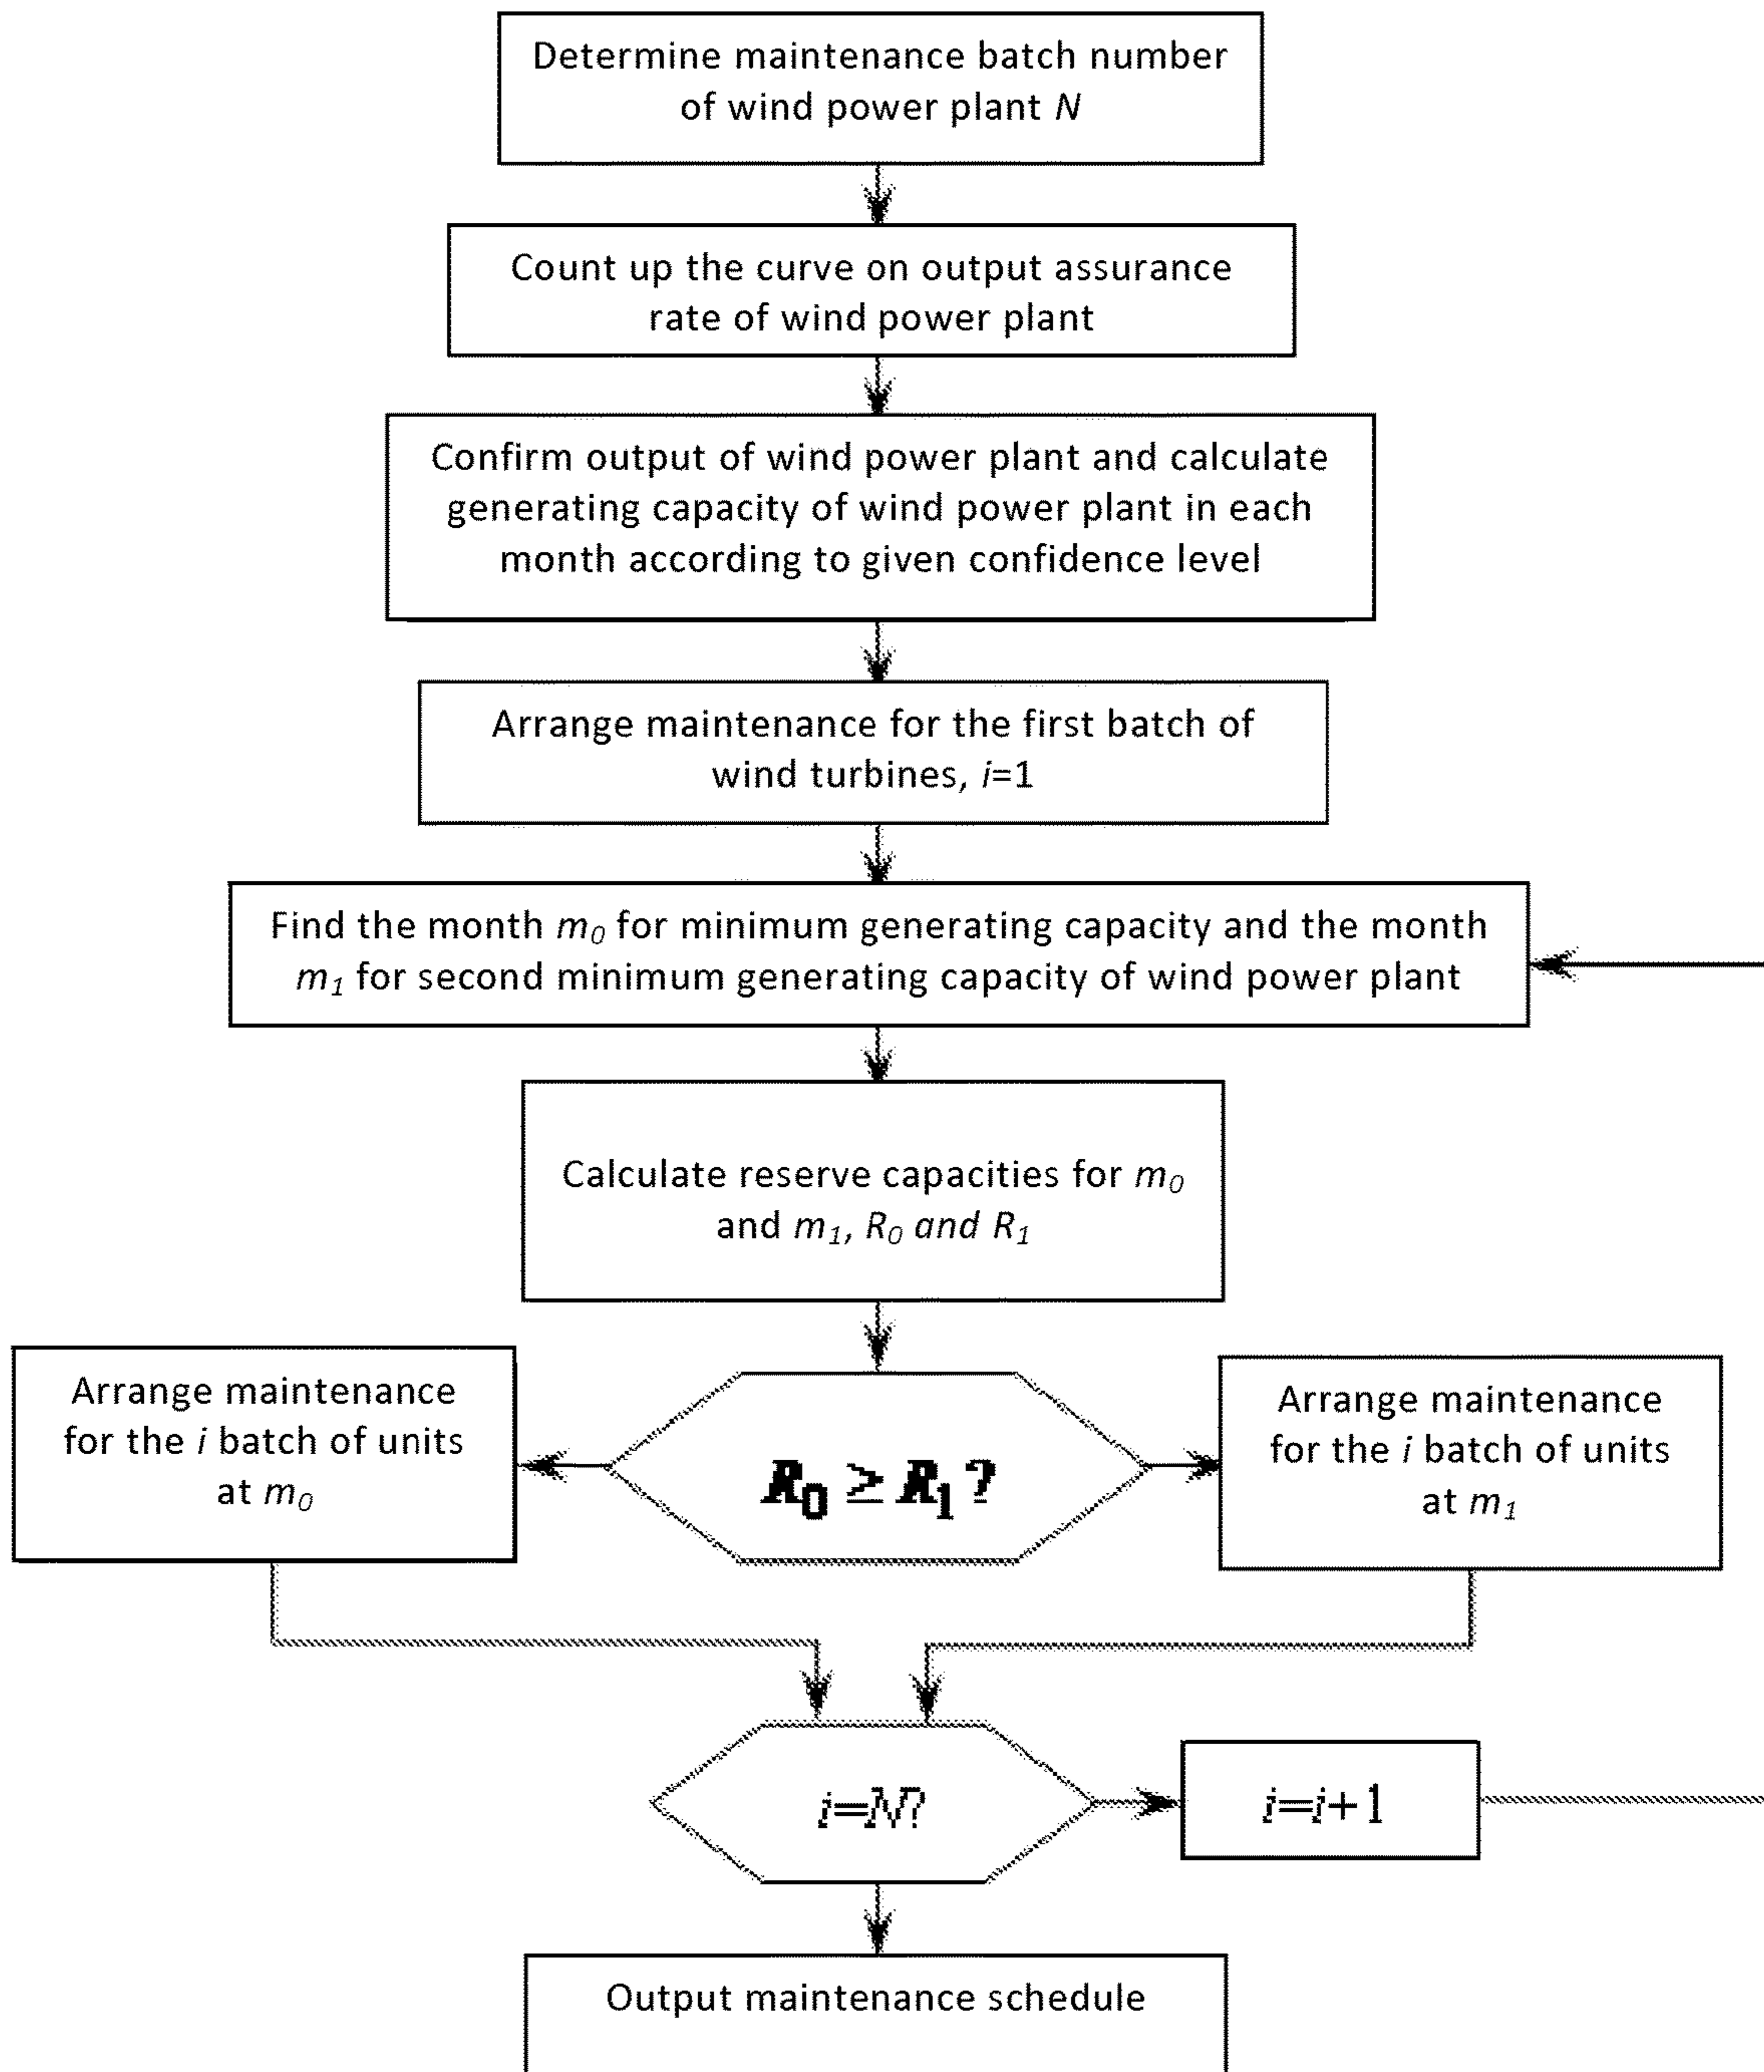 Determine maintenance batch number
of wind power plant N
Count up the curve on output assurance
rate of wind power plant
Confirm output of wind power plant and calculate
generating capacity of wind power plant in each
month according to given confidence level
Arrange maintenance for the first batch of
wind turbines, i=1
Find the month m₀ for minimum generating capacity and the month
m₁ for second minimum generating capacity of wind power plant
Calculate reserve capacities for m₀
and m₁, R₀ and R₁
Arrange maintenance
for the i batch of units
at m₀
R₀ ≥ R₁ ?
Arrange maintenance
for the i batch of units
at m₁
i=N?
i=i+1
Output maintenance schedule